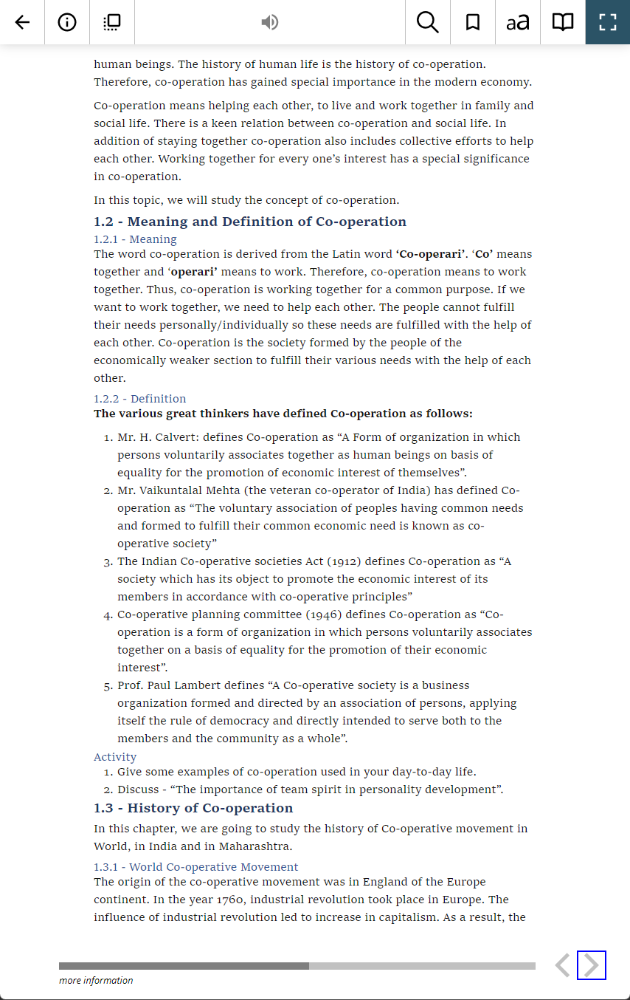 aA
human beings. The history of human life is the history of co-operation.
Therefore, co-operation has gained special importance in the modern economy.
Co-operation means helping each other, to live and work together in family and
social life. There is a keen relation between co-operation and social life. In
addition of staying together co-operation also includes collective efforts to help
each other. Working together for every one’s interest has a special significance
in co-operation.
In this topic, we will study the concept of co-operation.
1.2 - Meaning and Definition of Co-operation
1.2.1 - Meaning
The word co-operation is derived from the Latin word ‘Co-operari’. ‘Co’ means
together and ‘operari’ means to work. Therefore, co-operation means to work
together. Thus, co-operation is working together for a common purpose. If we
want to work together, we need to help each other. The people cannot fulfill
their needs personally/individually so these needs are fulfilled with the help of
each other. Co-operation is the society formed by the people of the
economically weaker section to fulfill their various needs with the help of each
other.
1.2.2 - Definition
The various great thinkers have defined Co-operation as follows:
1. Mr. H. Calvert: defines Co-operation as “A Form of organization in which
persons voluntarily associates together as human beings on basis of
equality for the promotion of economic interest of themselves”.
2. Mr. Vaikuntalal Mehta (the veteran co-operator of India) has defined Co-
operation as “The voluntary association of peoples having common needs
and formed to fulfill their common economic need is known as co-
operative society”
3. The Indian Co-operative societies Act (1912) defines Co-operation as “A
society which has its object to promote the economic interest of its
members in accordance with co-operative principles”
4. Co-operative planning committee (1946) defines Co-operation as “Co-
operation is a form of organization in which persons voluntarily associates
together on a basis of equality for the promotion of their economic
interest”.
5. Prof. Paul Lambert defines “A Co-operative society is a business
organization formed and directed by an association of persons, applying
itself the rule of democracy and directly intended to serve both to the
members and the community as a whole”.
Activity
1. Give some examples of co-operation used in your day-to-day life.
2. Discuss - “The importance of team spirit in personality development”.
1.3 - History of Co-operation
In this chapter, we are going to study the history of Co-operative movement in
World, in India and in Maharashtra.
1.3.1 - World Co-operative Movement
The origin of the co-operative movement was in England of the Europe
continent. In the year 1760, industrial revolution took place in Europe. The
influence of industrial revolution led to increase in capitalism. As a result, the
more information